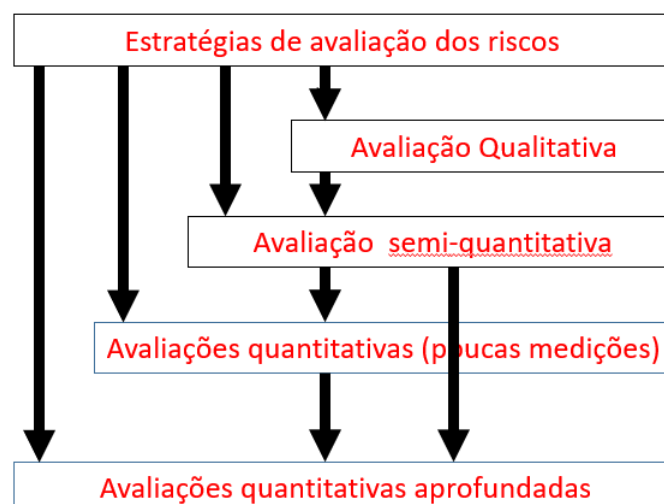 Estratégias de avaliação dos riscos
Avaliação Qualitativa
Avaliação semi-quantitativa
Avaliações quantitativas (poucas medições)
Avaliações quantitativas aprofundadas